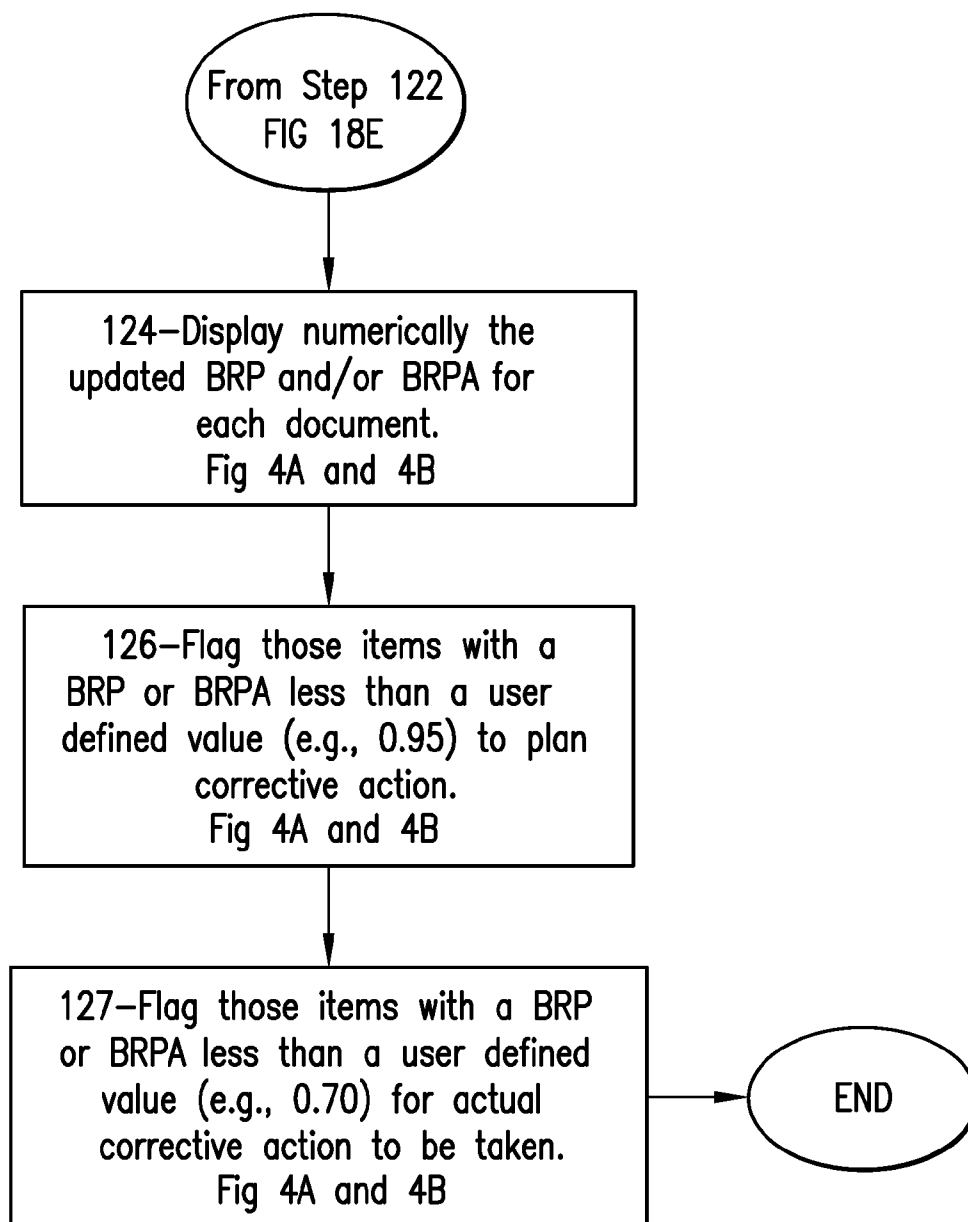 From Step 122
FIG 18E
124–Display numerically the
updated BRP and/or BRPA for
each document.
Fig 4A and 4B
126–Flag those items with a
BRP or BRPA less than a user
defined value (e.g., 0.95) to plan
corrective action.
Fig 4A and 4B
127–Flag those items with a BRP
or BRPA less than a user defined
value (e.g., 0.70) for actual
corrective action to be taken.
Fig 4A and 4B
END